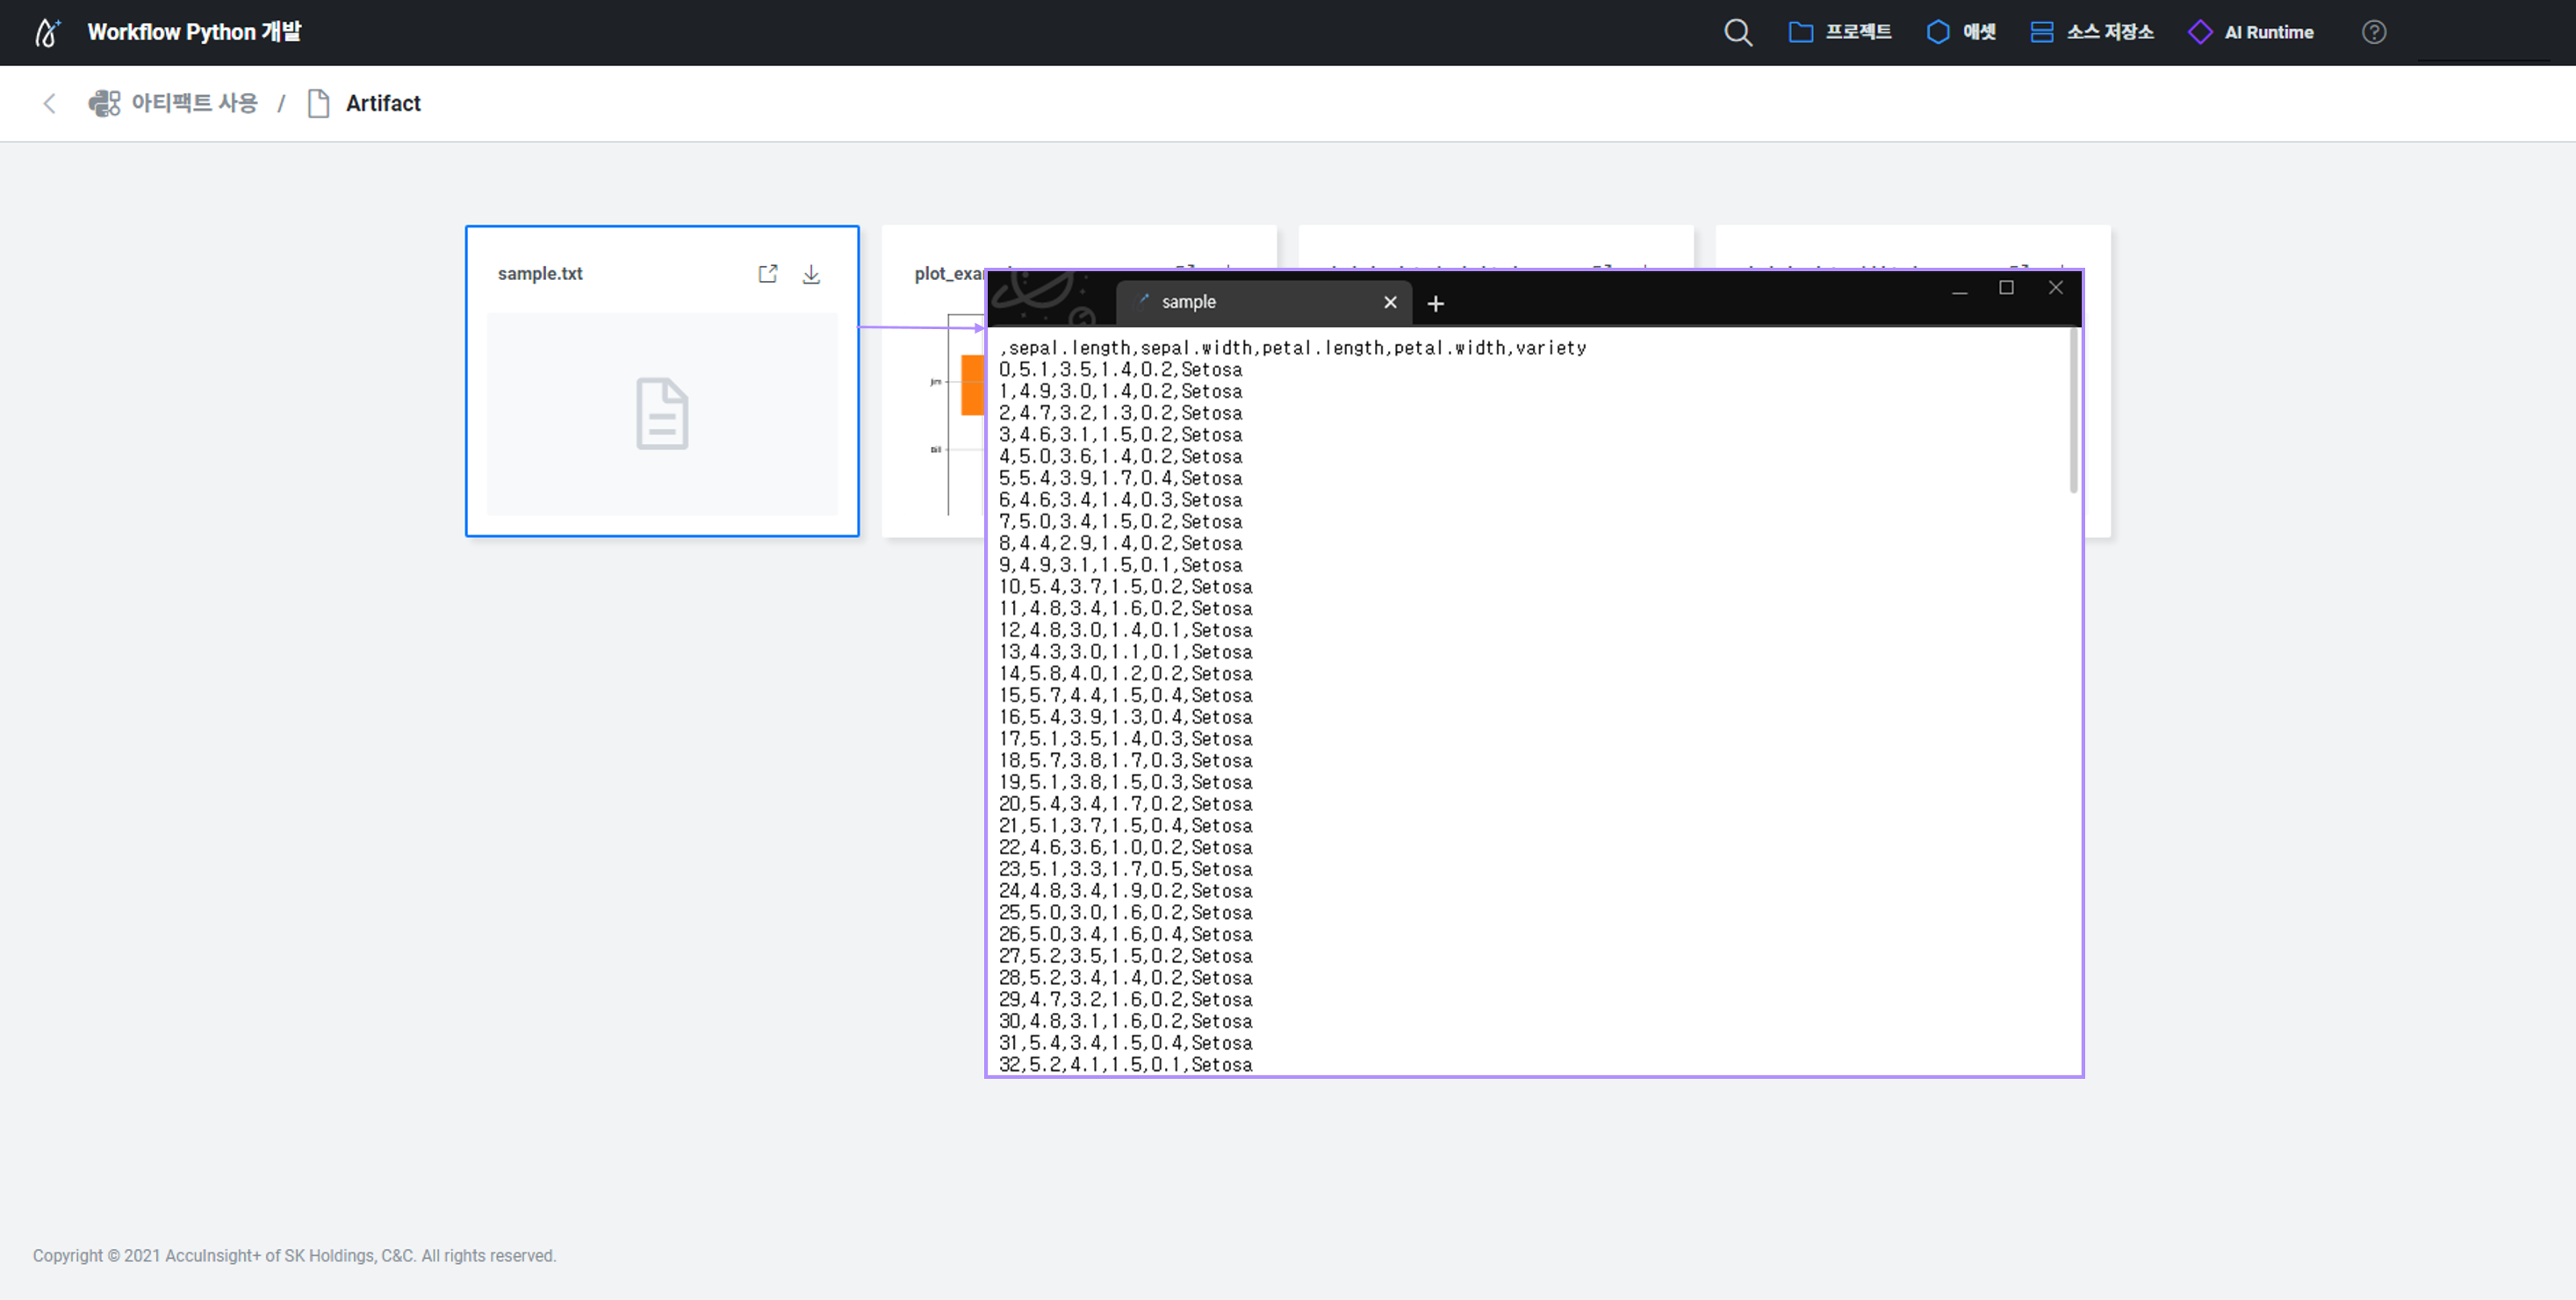 Workflow Python 개발
프로젝트
애셋
소스 저장소
AI Runtime
아티팩트 사용 / Artifact
sample.txt
sample
,sepal.length,sepal.width,petal.length,petal.width,variety
0,5.1,3.5,1.4,0.2,Setosa
1,4.9,3.0,1.4,0.2,Setosa
2,4.7,3.2,1.3,0.2,Setosa
3,4.6,3.1,1.5,0.2,Setosa
4,5.0,3.6,1.4,0.2,Setosa
5,5.4,3.9,1.7,0.4,Setosa
6,4.6,3.4,1.4,0.3,Setosa
7,5.0,3.4,1.5,0.2,Setosa
8,4.4,2.9,1.4,0.2,Setosa
9,4.9,3.1,1.5,0.1,Setosa
10,5.4,3.7,1.5,0.2,Setosa
11,4.8,3.4,1.6,0.2,Setosa
12,4.8,3.0,1.4,0.1,Setosa
13,4.3,3.0,1.1,0.1,Setosa
14,5.8,4.0,1.2,0.2,Setosa
15,5.7,4.4,1.5,0.4,Setosa
16,5.4,3.9,1.3,0.4,Setosa
17,5.1,3.5,1.4,0.3,Setosa
18,5.7,3.8,1.7,0.3,Setosa
19,5.1,3.8,1.5,0.3,Setosa
20,5.4,3.4,1.7,0.2,Setosa
21,5.1,3.7,1.5,0.4,Setosa
22,4.6,3.6,1.0,0.2,Setosa
23,5.1,3.3,1.7,0.5,Setosa
24,4.8,3.4,1.9,0.2,Setosa
25,5.0,3.0,1.6,0.2,Setosa
26,5.0,3.4,1.6,0.4,Setosa
27,5.2,3.5,1.5,0.2,Setosa
28,5.2,3.4,1.4,0.2,Setosa
29,4.7,3.2,1.6,0.2,Setosa
30,4.8,3.1,1.6,0.2,Setosa
31,5.4,3.4,1.5,0.4,Setosa
32,5.2,4.1,1.5,0.1,Setosa
Jim
Bill
Copyright © 2021 AccuInsight+ of SK Holdings, C&C. All rights reserved.